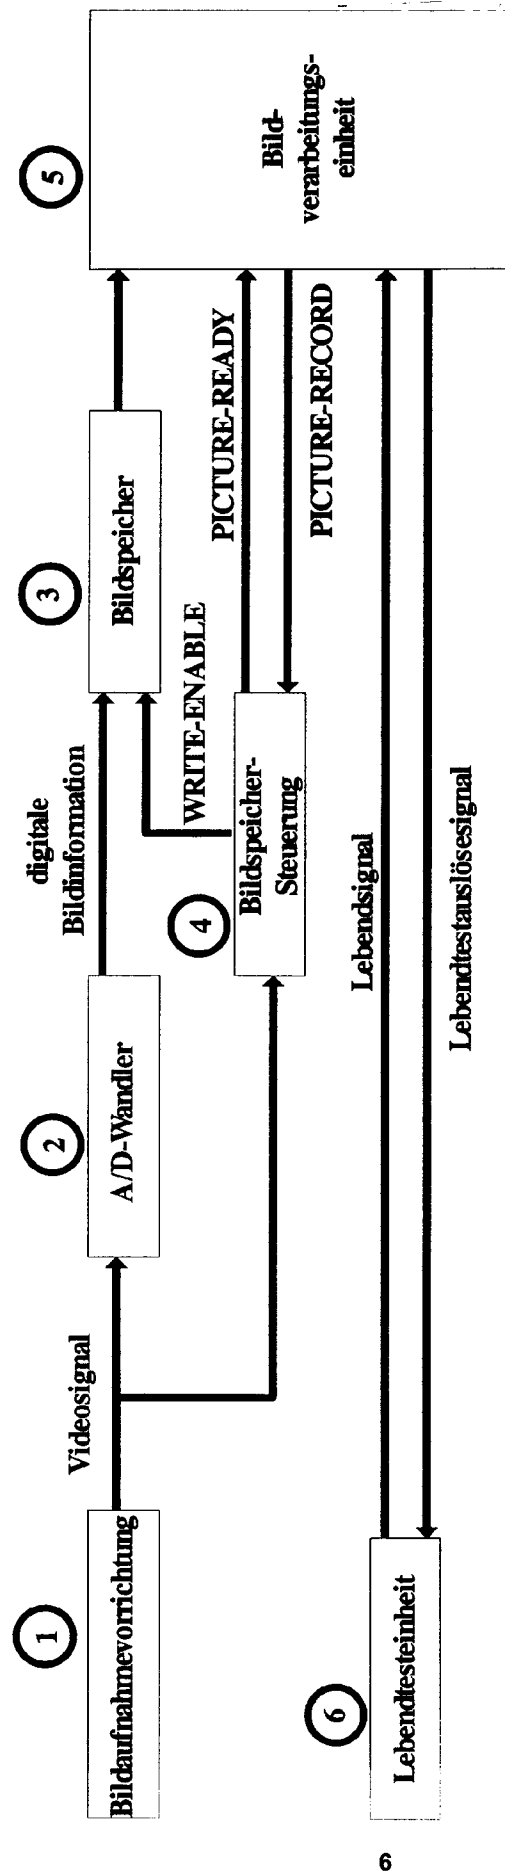 1
Bildaufnahmevorrichtung
Videosignal
2
A/D-Wandler
digitale
Bildinformation
3
Bildspeicher
WRITE-ENABLE
4
Bildspeicher-
Steuerung
PICTURE-READY
PICTURE-RECORD
5
Bild-
verarbeitungs-
einheit
6
Lebendtesteinheit
Lebendsignal
Lebendtestauslösesignal
6